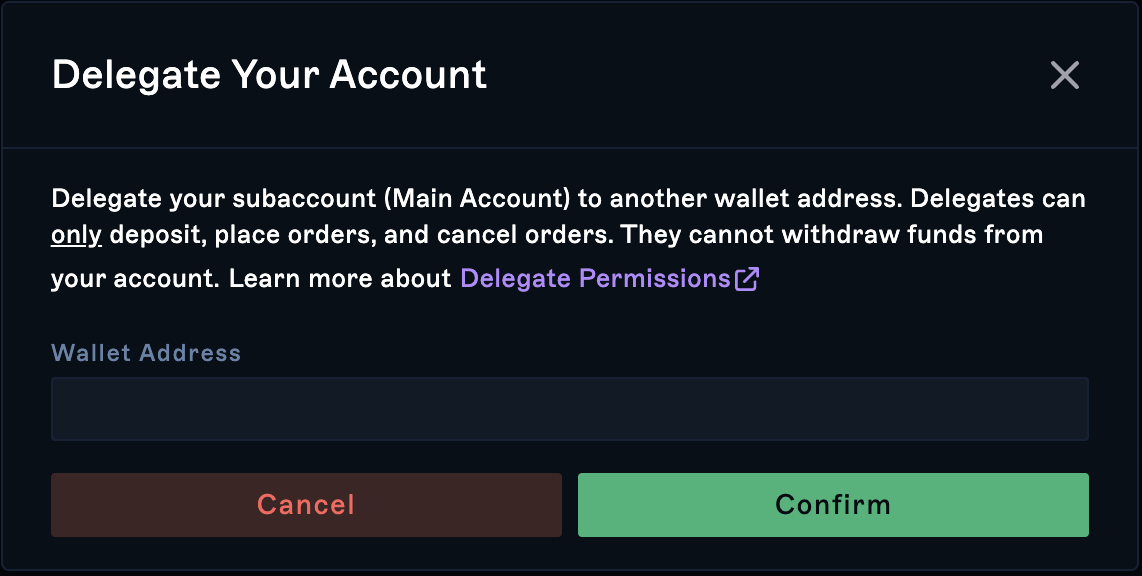 Delegate Your Account
Delegate your subaccount (Main Account) to another wallet address. Delegates can
only deposit, place orders, and cancel orders. They cannot withdraw funds from
your account. Learn more about Delegate Permissions
Wallet Address
Cancel
Confirm